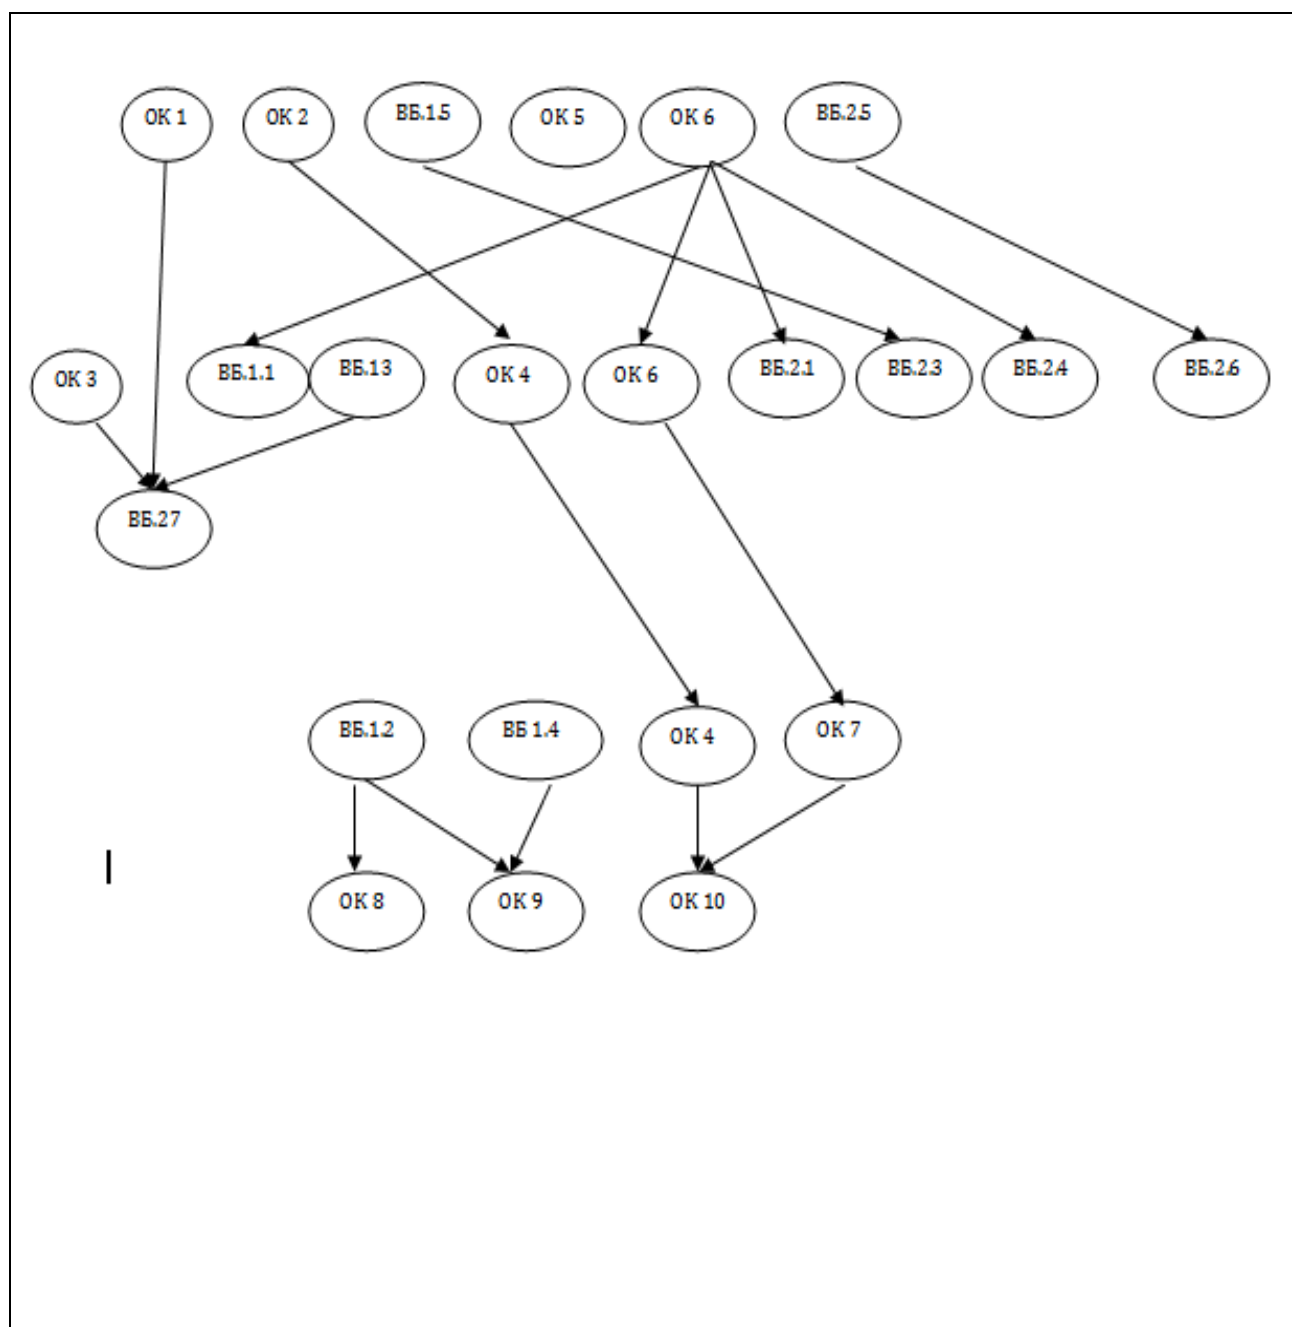 ОК 1 ОК 2 ВБ.1.5 ОК 5 ОК 6 ВБ.2.5
ОК 3 ВБ.1.1 ВБ.1.3 ОК 4 ОК 6 ВБ.2.1 ВБ.2.3 ВБ.2.4 ВБ.2.6
ВБ.2.7
ВБ.1.2 ВБ 1.4 ОК 4 ОК 7
ОК 8 ОК 9 ОК 10